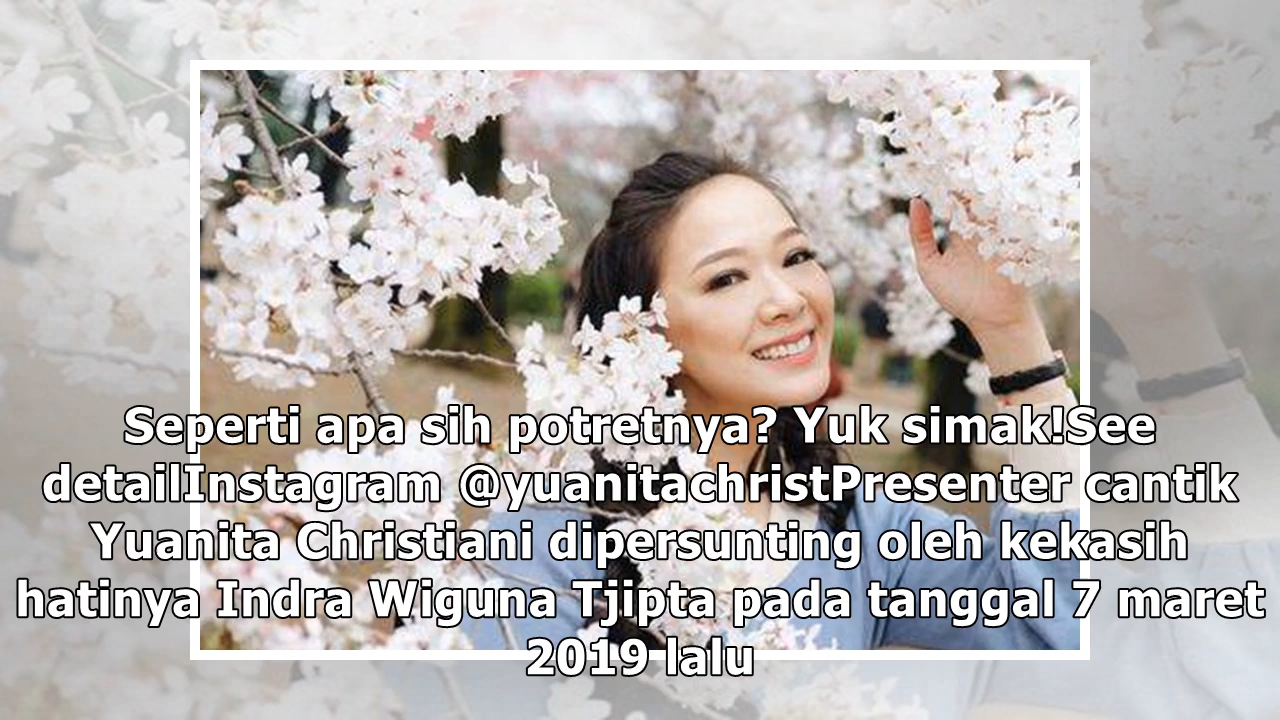 Seperti apa sih potretnya? Yuk simak!See
detailInstagram @yuanitachristPresenter cantik
Yuanita Christiani dipersunting oleh kekasih
hatinya Indra Wiguna Tjipta pada tanggal 7 maret
2019 lalu